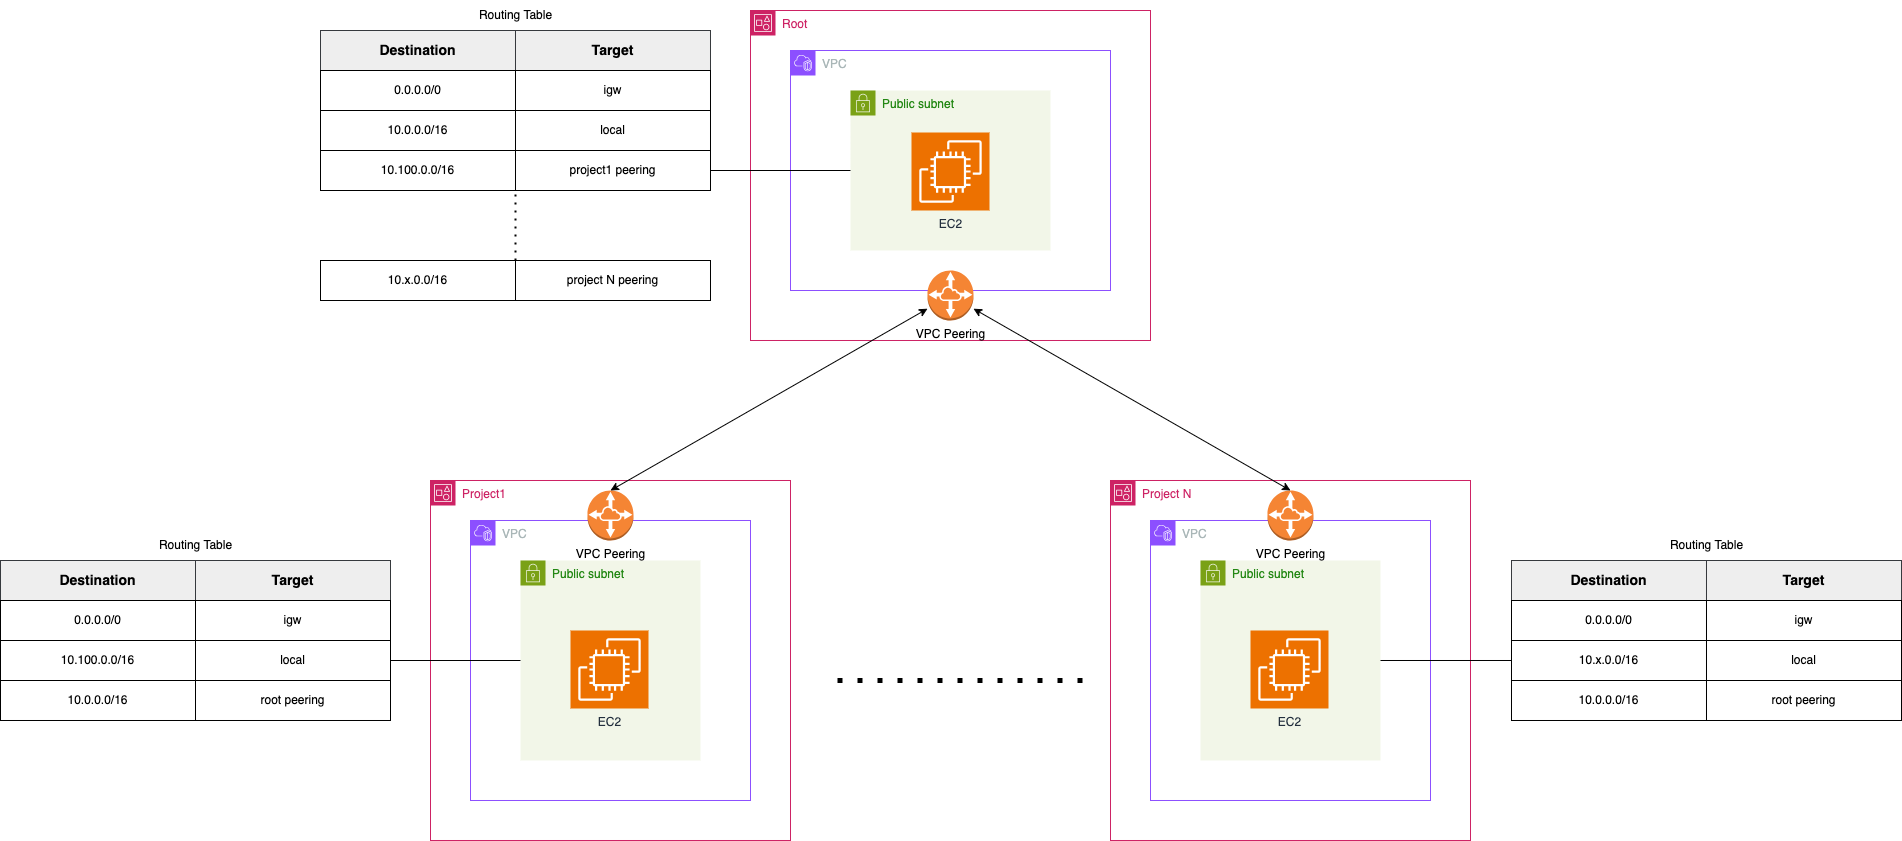 Routing Table
Destination Target
0.0.0.0/0 igw
10.0.0.0/16 local
10.100.0.0/16 project1 peering
10.x.0.0/16 project N peering
Root
VPC
Public subnet
EC2
VPC Peering
Routing Table
Destination Target
0.0.0.0/0 igw
10.100.0.0/16 local
10.0.0.0/16 root peering
Project1
VPC
VPC Peering
Public subnet
EC2
Project N
VPC
VPC Peering
Public subnet
EC2
Routing Table
Destination Target
0.0.0.0/0 igw
10.x.0.0/16 local
10.0.0.0/16 root peering